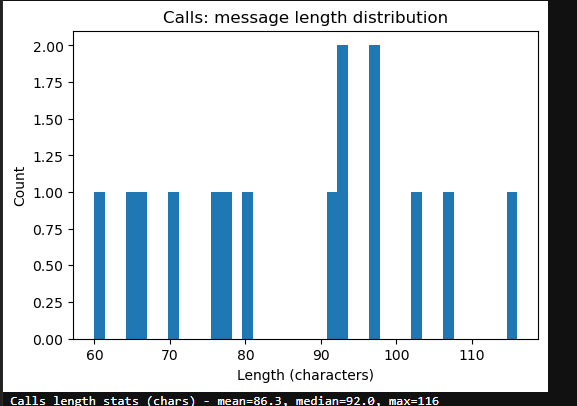 Calls: message length distribution
2.00
1.75
1.50
1.25
1.00
0.75
0.50
0.25
0.00
Count
60 70 80 90 100 110
Length (characters)
Calls length stats (chars) - mean=86.3, median=92.0, max=116